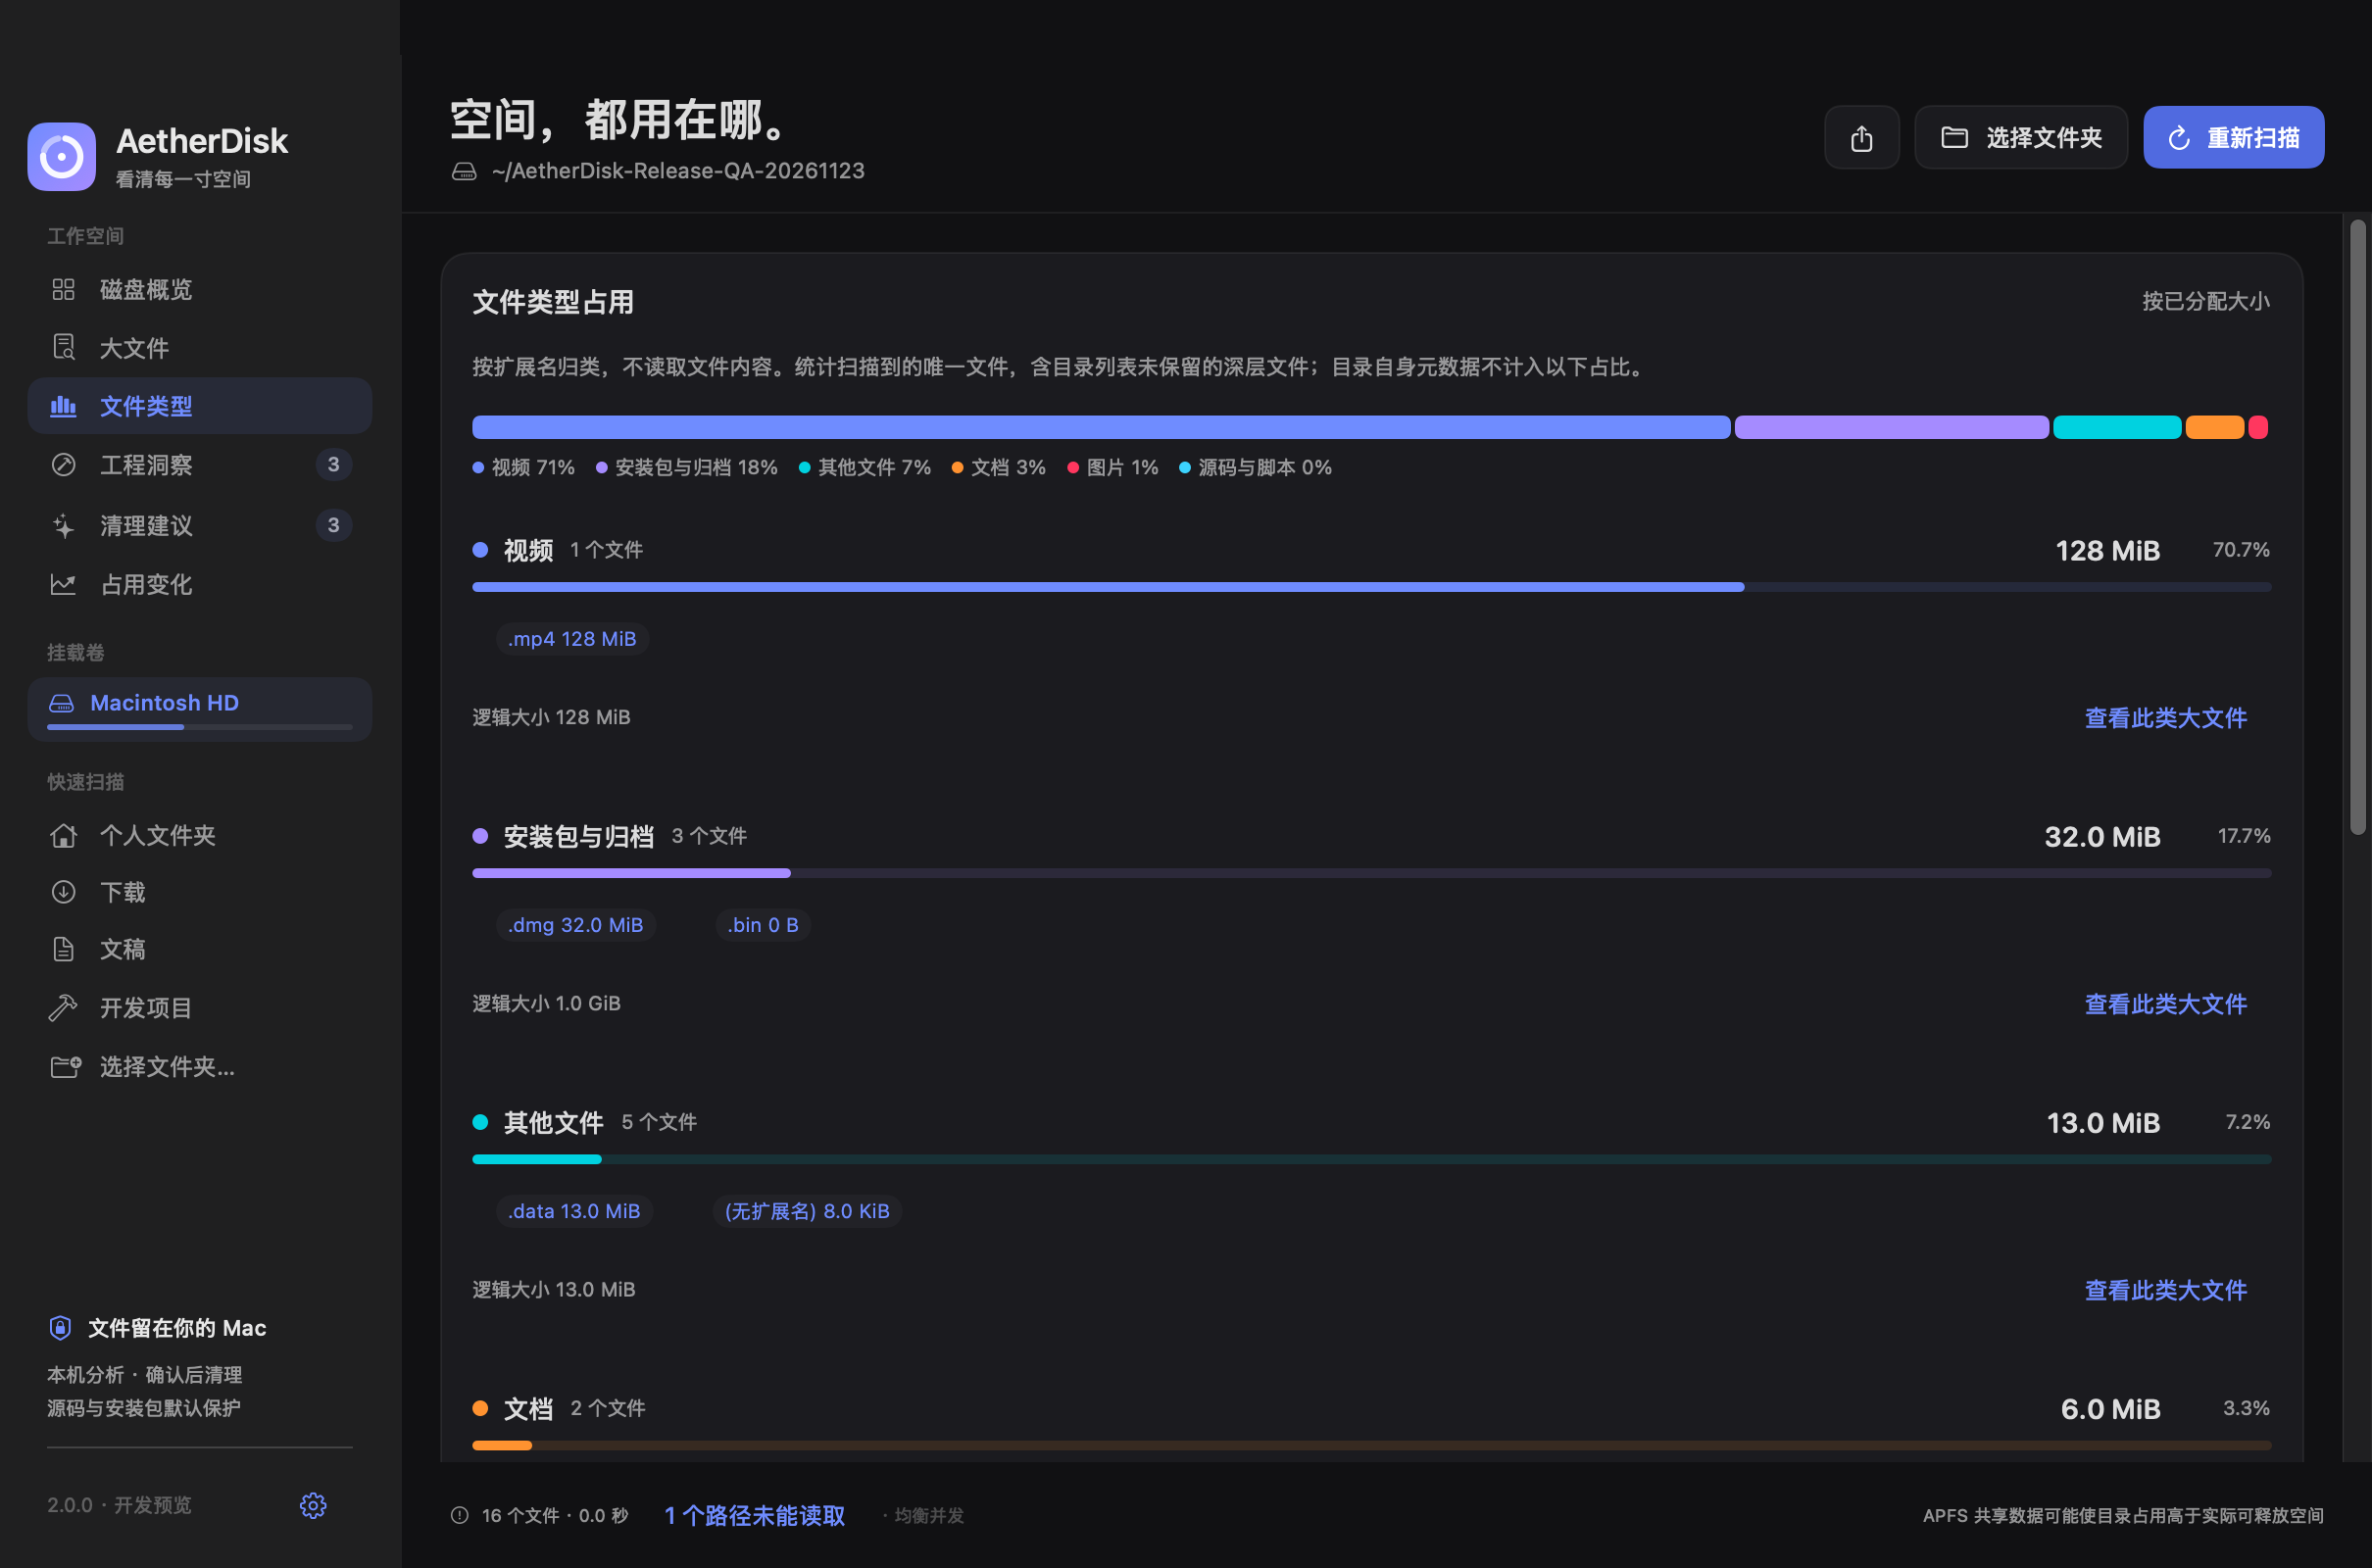 AetherDisk
看清每一寸空间
工作空间
磁盘概览
大文件
文件类型
工程洞察 3
清理建议 3
占用变化
挂载卷
Macintosh HD
快速扫描
个人文件夹
下载
文稿
开发项目
选择文件夹...
文件留在你的 Mac
本机分析 · 确认后清理
源码与安装包默认保护
2.0.0 · 开发预览
空间，都用在哪。
~/AetherDisk-Release-QA-20261123
选择文件夹
重新扫描
文件类型占用 按已分配大小
按扩展名归类，不读取文件内容。统计扫描到的唯一文件，含目录列表未保留的深层文件；目录自身元数据不计入以下占比。
视频 71% 安装包与归档 18% 其他文件 7% 文档 3% 图片 1% 源码与脚本 0%
视频 1 个文件 128 MiB 70.7%
.mp4 128 MiB
逻辑大小 128 MiB 查看此类大文件
安装包与归档 3 个文件 32.0 MiB 17.7%
.dmg 32.0 MiB .bin 0 B
逻辑大小 1.0 GiB 查看此类大文件
其他文件 5 个文件 13.0 MiB 7.2%
.data 13.0 MiB (无扩展名) 8.0 KiB
逻辑大小 13.0 MiB 查看此类大文件
文档 2 个文件 6.0 MiB 3.3%
16 个文件 · 0.0 秒 1 个路径未能读取 · 均衡并发 APFS 共享数据可能使目录占用高于实际可释放空间